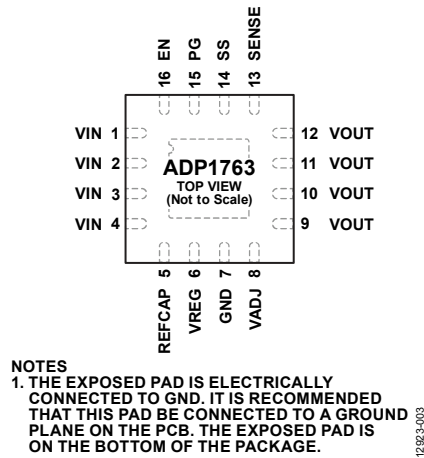 16 EN
15 PG
14 SS
13 SENSE
VIN 1
VIN 2
VIN 3
VIN 4
ADP1763
TOP VIEW
(Not to Scale)
12 VOUT
11 VOUT
10 VOUT
9 VOUT
REFCAP 5
VREG 6
GND 7
VADJ 8
NOTES
1. THE EXPOSED PAD IS ELECTRICALLY
CONNECTED TO GND. IT IS RECOMMENDED
THAT THIS PAD BE CONNECTED TO A GROUND
PLANE ON THE PCB. THE EXPOSED PAD IS
ON THE BOTTOM OF THE PACKAGE.
12923-003